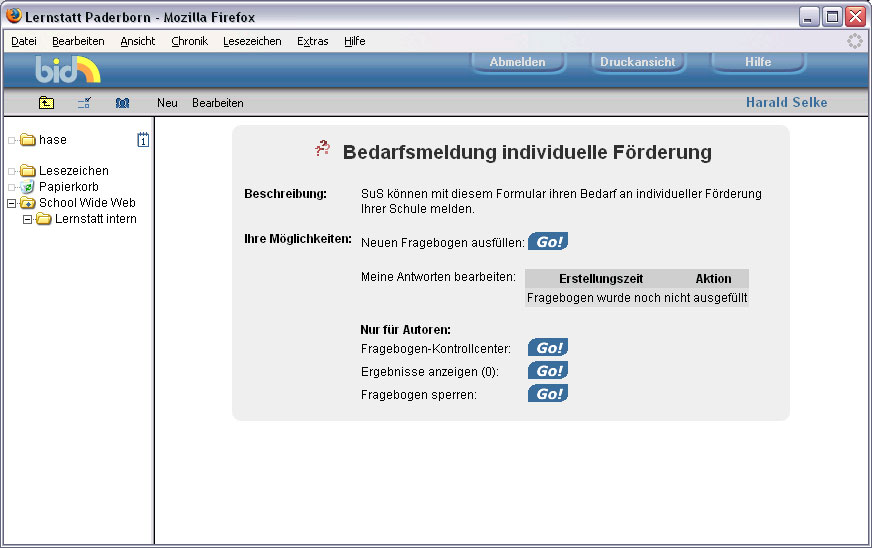 Lernstatt Paderborn - Mozilla Firefox
Datei Bearbeiten Ansicht Chronik Lesezeichen Extras Hilfe
bid Abmelden Druckansicht Hilfe
Neu Bearbeiten Harald Selke
hase 1
Lesezeichen
Papierkorb
School Wide Web
Lernstatt intern
?? Bedarfsmeldung individuelle Förderung
Beschreibung: SuS können mit diesem Formular ihren Bedarf an individueller Förderung
Ihrer Schule melden.
Ihre Möglichkeiten: Neuen Fragebogen ausfüllen: Go!
Meine Antworten bearbeiten: Erstellungszeit Aktion
Fragebogen wurde noch nicht ausgefüllt
Nur für Autoren:
Fragebogen-Kontrollcenter: Go!
Ergebnisse anzeigen (0): Go!
Fragebogen sperren: Go!